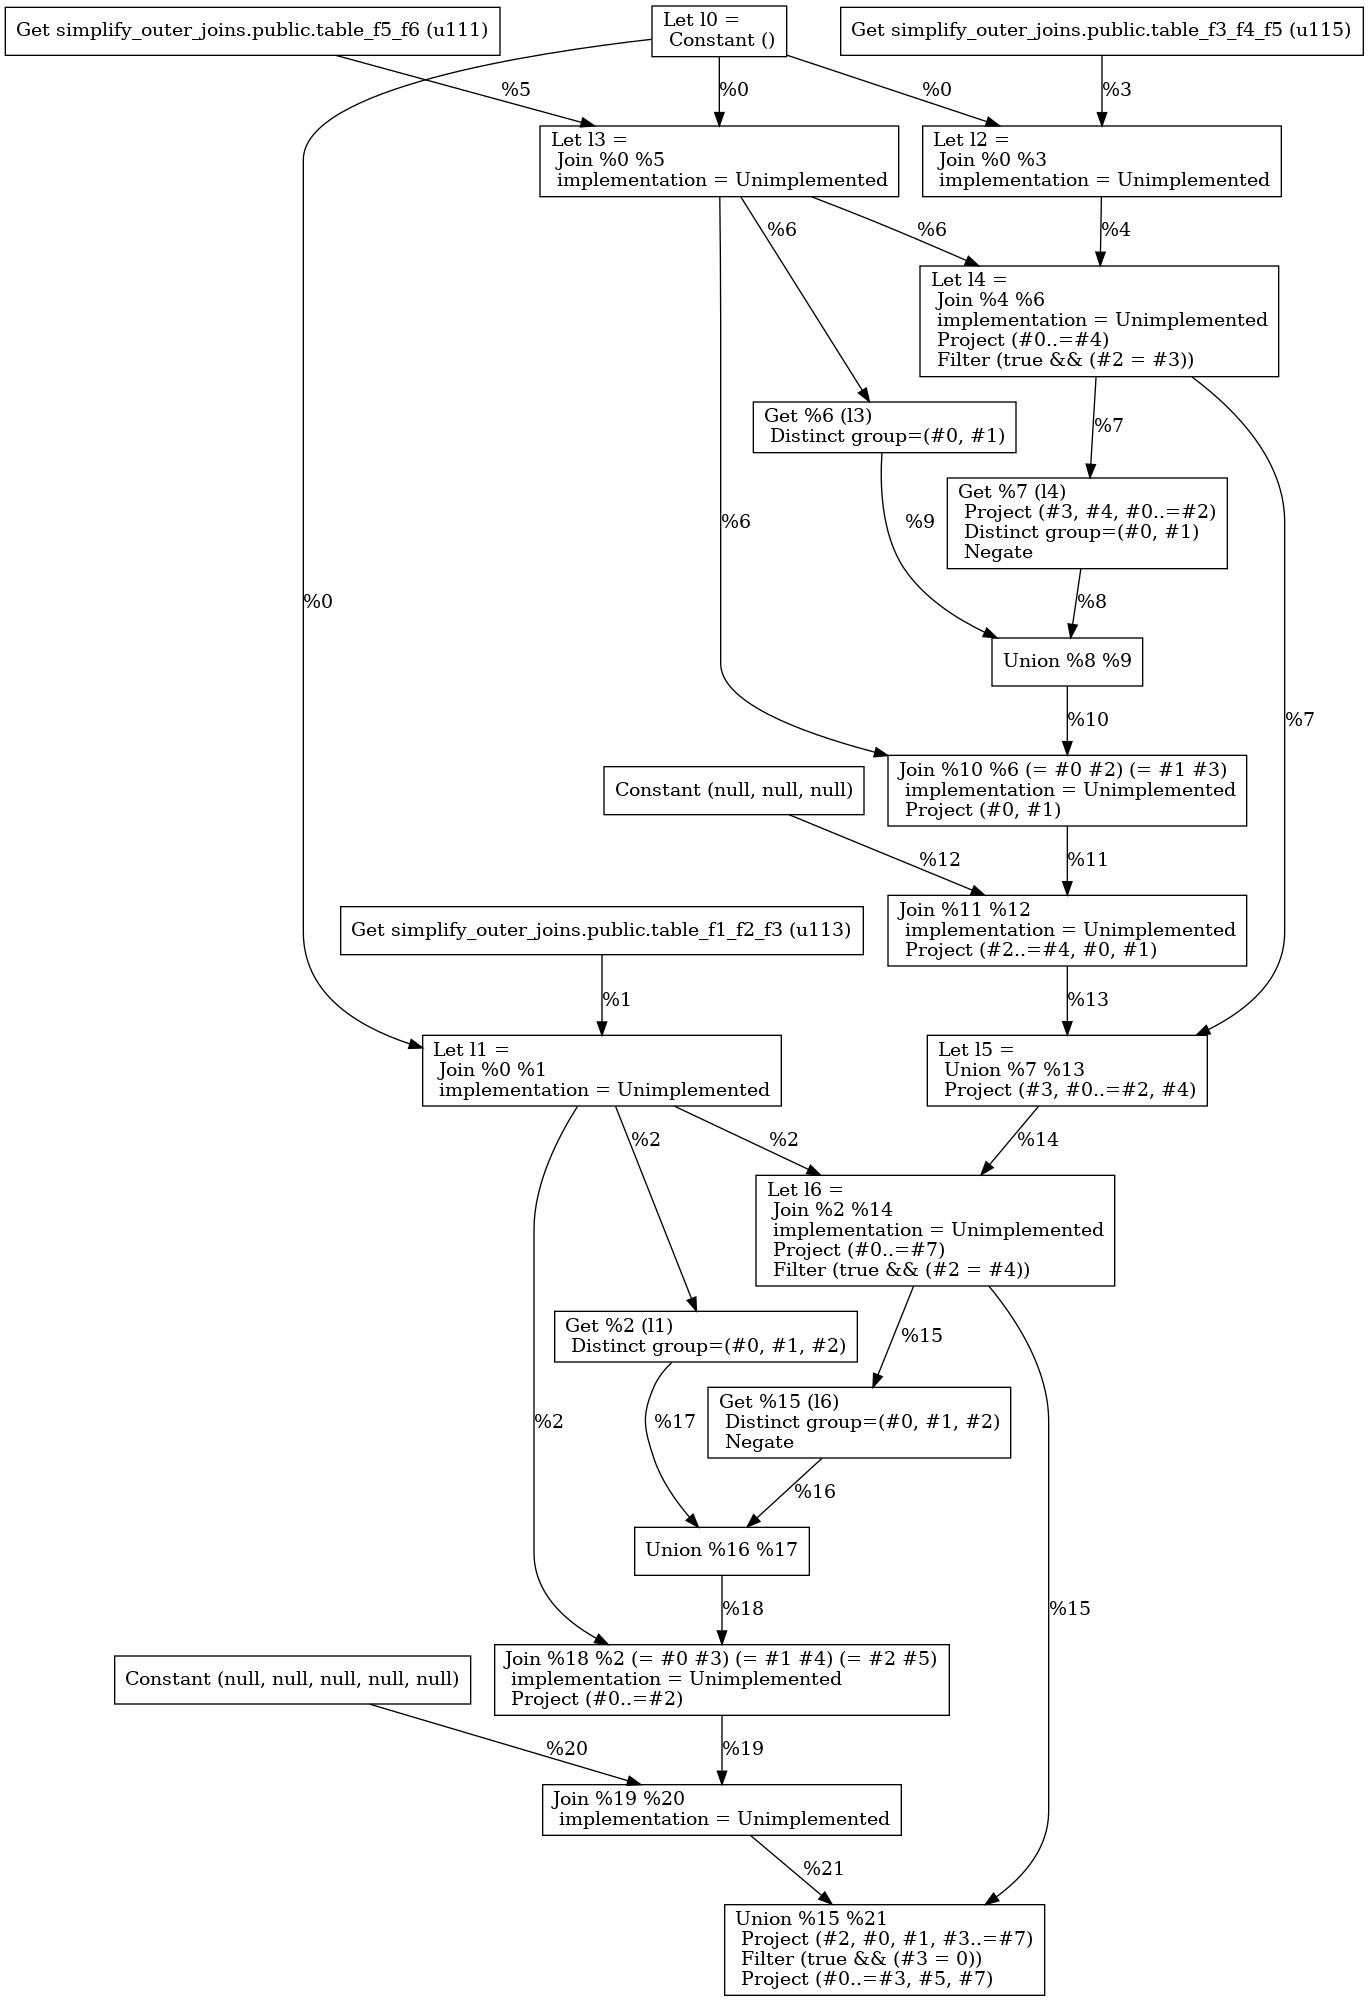 Get simplify_outer_joins.public.table_f5_f6 (u111)
Let l0 =
Constant ()
Get simplify_outer_joins.public.table_f3_f4_f5 (u115)
%5
%0
%0
%3
Let l3 =
Join %0 %5
implementation = Unimplemented
Let l2 =
Join %0 %3
implementation = Unimplemented
%6
%6
%4
Let l4 =
Join %4 %6
implementation = Unimplemented
Project (#0..=#4)
Filter (true && (#2 = #3))
Get %6 (l3)
Distinct group=(#0, #1)
%7
Get %7 (l4)
Project (#3, #4, #0..=#2)
Distinct group=(#0, #1)
Negate
%6
%9
%0
%8
Union %8 %9
%10
%7
Join %10 %6 (= #0 #2) (= #1 #3)
implementation = Unimplemented
Project (#0, #1)
Constant (null, null, null)
%12
%11
Join %11 %12
implementation = Unimplemented
Project (#2..=#4, #0, #1)
Get simplify_outer_joins.public.table_f1_f2_f3 (u113)
%1
%13
Let l1 =
Join %0 %1
implementation = Unimplemented
Let l5 =
Union %7 %13
Project (#3, #0..=#2, #4)
%2
%2
%14
Let l6 =
Join %2 %14
implementation = Unimplemented
Project (#0..=#7)
Filter (true && (#2 = #4))
Get %2 (l1)
Distinct group=(#0, #1, #2)
%15
Get %15 (l6)
Distinct group=(#0, #1, #2)
Negate
%2
%17
%16
Union %16 %17
%18
%15
Join %18 %2 (= #0 #3) (= #1 #4) (= #2 #5)
implementation = Unimplemented
Project (#0..=#2)
Constant (null, null, null, null, null)
%20
%19
Join %19 %20
implementation = Unimplemented
%21
Union %15 %21
Project (#2, #0, #1, #3..=#7)
Filter (true && (#3 = 0))
Project (#0..=#3, #5, #7)